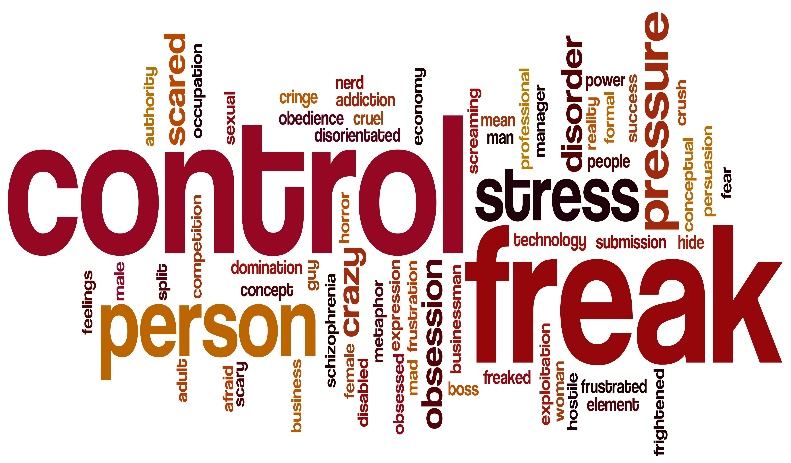 control
freak
person
stress
pressure
authority
scared
occupation
sexual
cringe
nerd
addiction
obedience
cruel
disorientated
economy
screaming
mean
man
professional
manager
disorder
power
reality
formal
success
people
crush
conceptual
persuasion
fear
technology
submission
hide
feelings
male
split
competition
domination
concept
guy
horror
crazy
schizophrenia
female
disabled
metaphor
expression
obsessed
mad
frustration
obsession
businessman
boss
freaked
exploitation
woman
hostile
frustrated
element
frightened
adult
afraid
scary
business